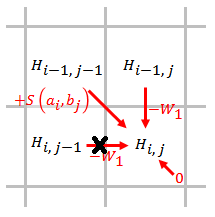 H_{i-1,j-1} H_{i-1,j}
+S(a_i,b_j) -W_1
H_{i,j-1} -W_1 H_{i,j}
0